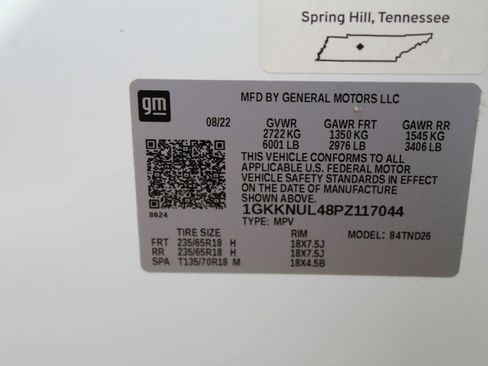 Spring Hill, Tennessee
gm
MFD BY GENERAL MOTORS LLC
08/22 GVWR GAWR FRT GAWR RR
2722 KG 1350 KG 1545 KG
6001 LB 2976 LB 3406 LB
THIS VEHICLE CONFORMS TO ALL
APPLICABLE U.S. FEDERAL MOTOR
VEHICLE SAFETY STANDARDS IN EFFECT
ON THE DATE OF MANUFACTURE
SHOWN ABOVE.
1GKKNUL48PZ117044
8624
TYPE: MPV
TIRE SIZE RIM MODEL: 84TND26
FRT 235/65R18 H 18X7.5J
RR 235/65R18 H 18X7.5J
SPA T135/70R18 M 18X4.5B